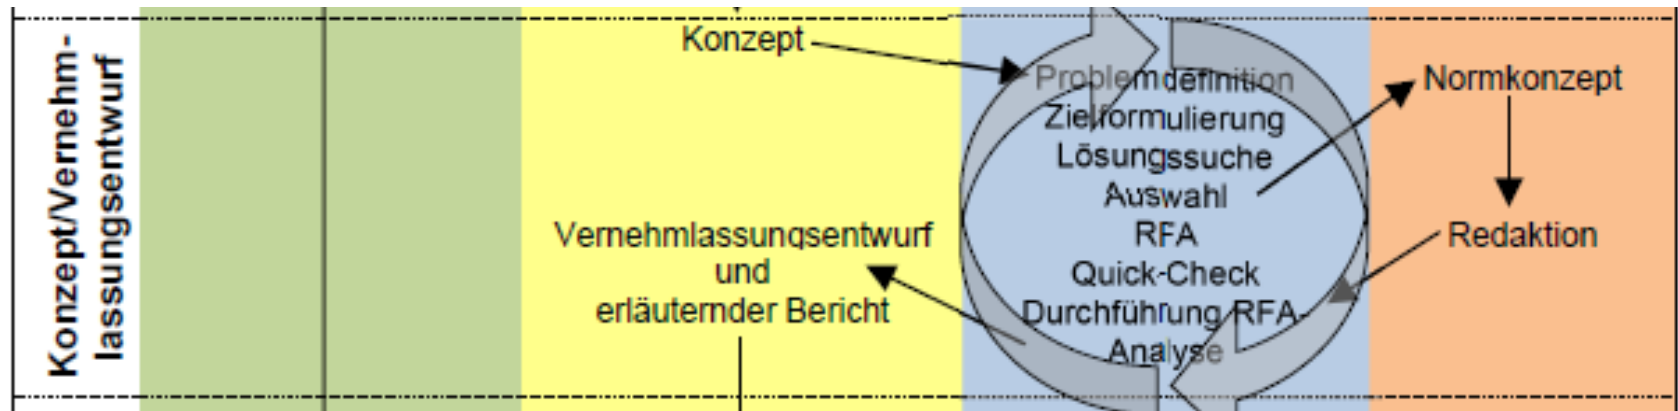 Konzept/Vernehm-
lassungsentwurf
Konzept
Vernehmlassungsentwurf
und
erläuternder Bericht
Problemdefinition
Zielformulierung
Lösungssuche
Auswahl
RFA
Quick-Check
Durchführung RFA-
Analyse
Normkonzept
Redaktion